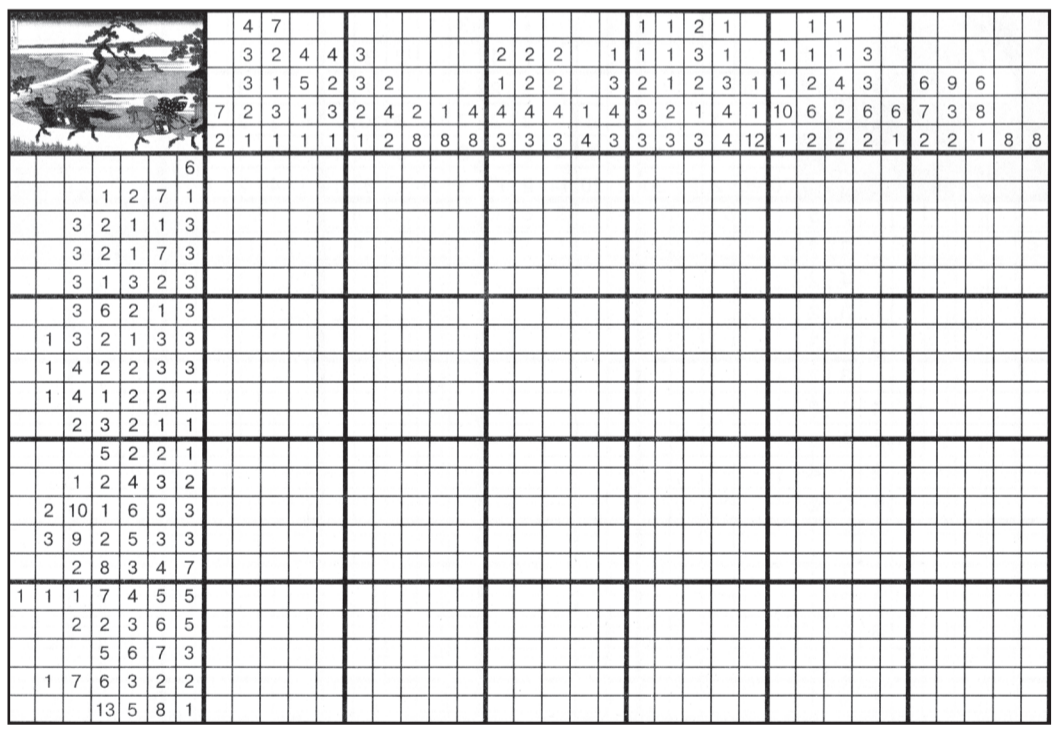 4 7 1 1 2 1 1 1
3 2 4 4 3 2 2 2 1 1 1 3 1 1 1 1 3
3 1 5 2 3 2 1 2 2 3 2 1 2 3 1 1 2 4 3 6 9 6
7 2 3 1 3 2 4 2 1 4 4 4 4 1 4 3 2 1 4 1 10 6 2 6 6 7 3 8
2 1 1 1 1 1 2 8 8 8 3 3 3 4 3 3 3 3 4 12 1 2 2 2 1 2 2 1 8 8
6
1 2 7 1
3 2 1 1 3
3 2 1 7 3
3 1 3 2 3
3 6 2 1 3
1 3 2 1 3 3
1 4 2 2 3 3
1 4 1 2 2 1
2 3 2 1 1
5 2 2 1
1 2 4 3 2
2 10 1 6 3 3
3 9 2 5 3 3
2 8 3 4 7
1 1 1 7 4 5 5
2 2 3 6 5
5 6 7 3
1 7 6 3 2 2
13 5 8 1